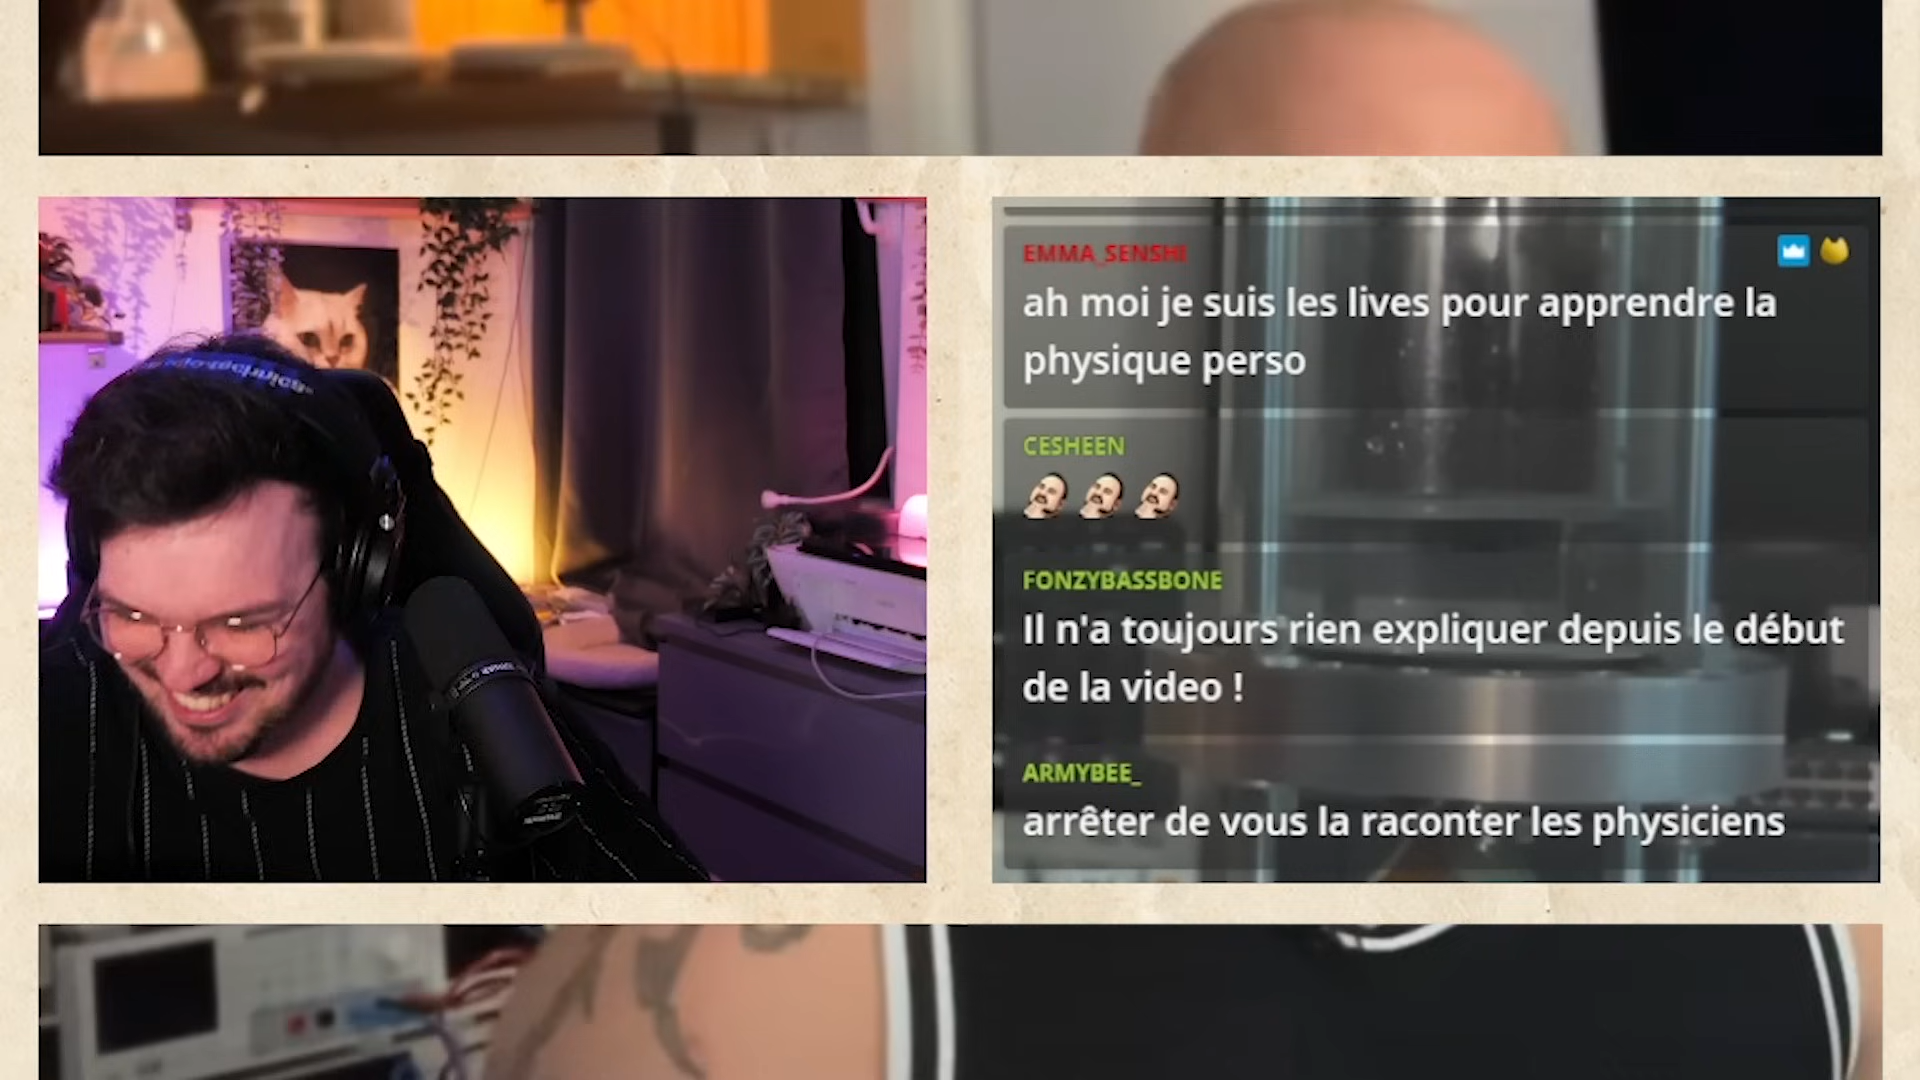 EMMA_SENSHI
ah moi je suis les lives pour apprendre la
physique perso
CESHEEN
FONZYBASSBONE
Il n'a toujours rien expliquer depuis le début
de la video !
ARMYBEE_
arrêter de vous la raconter les physiciens